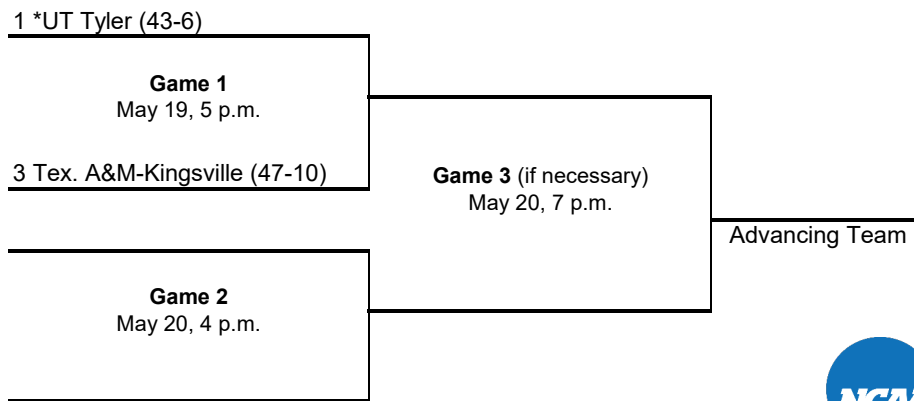 1 *UT Tyler (43-6)
Game 1
May 19, 5 p.m.
3 Tex. A&M-Kingsville (47-10)
Game 3 (if necessary)
May 20, 7 p.m.
Advancing Team
Game 2
May 20, 4 p.m.